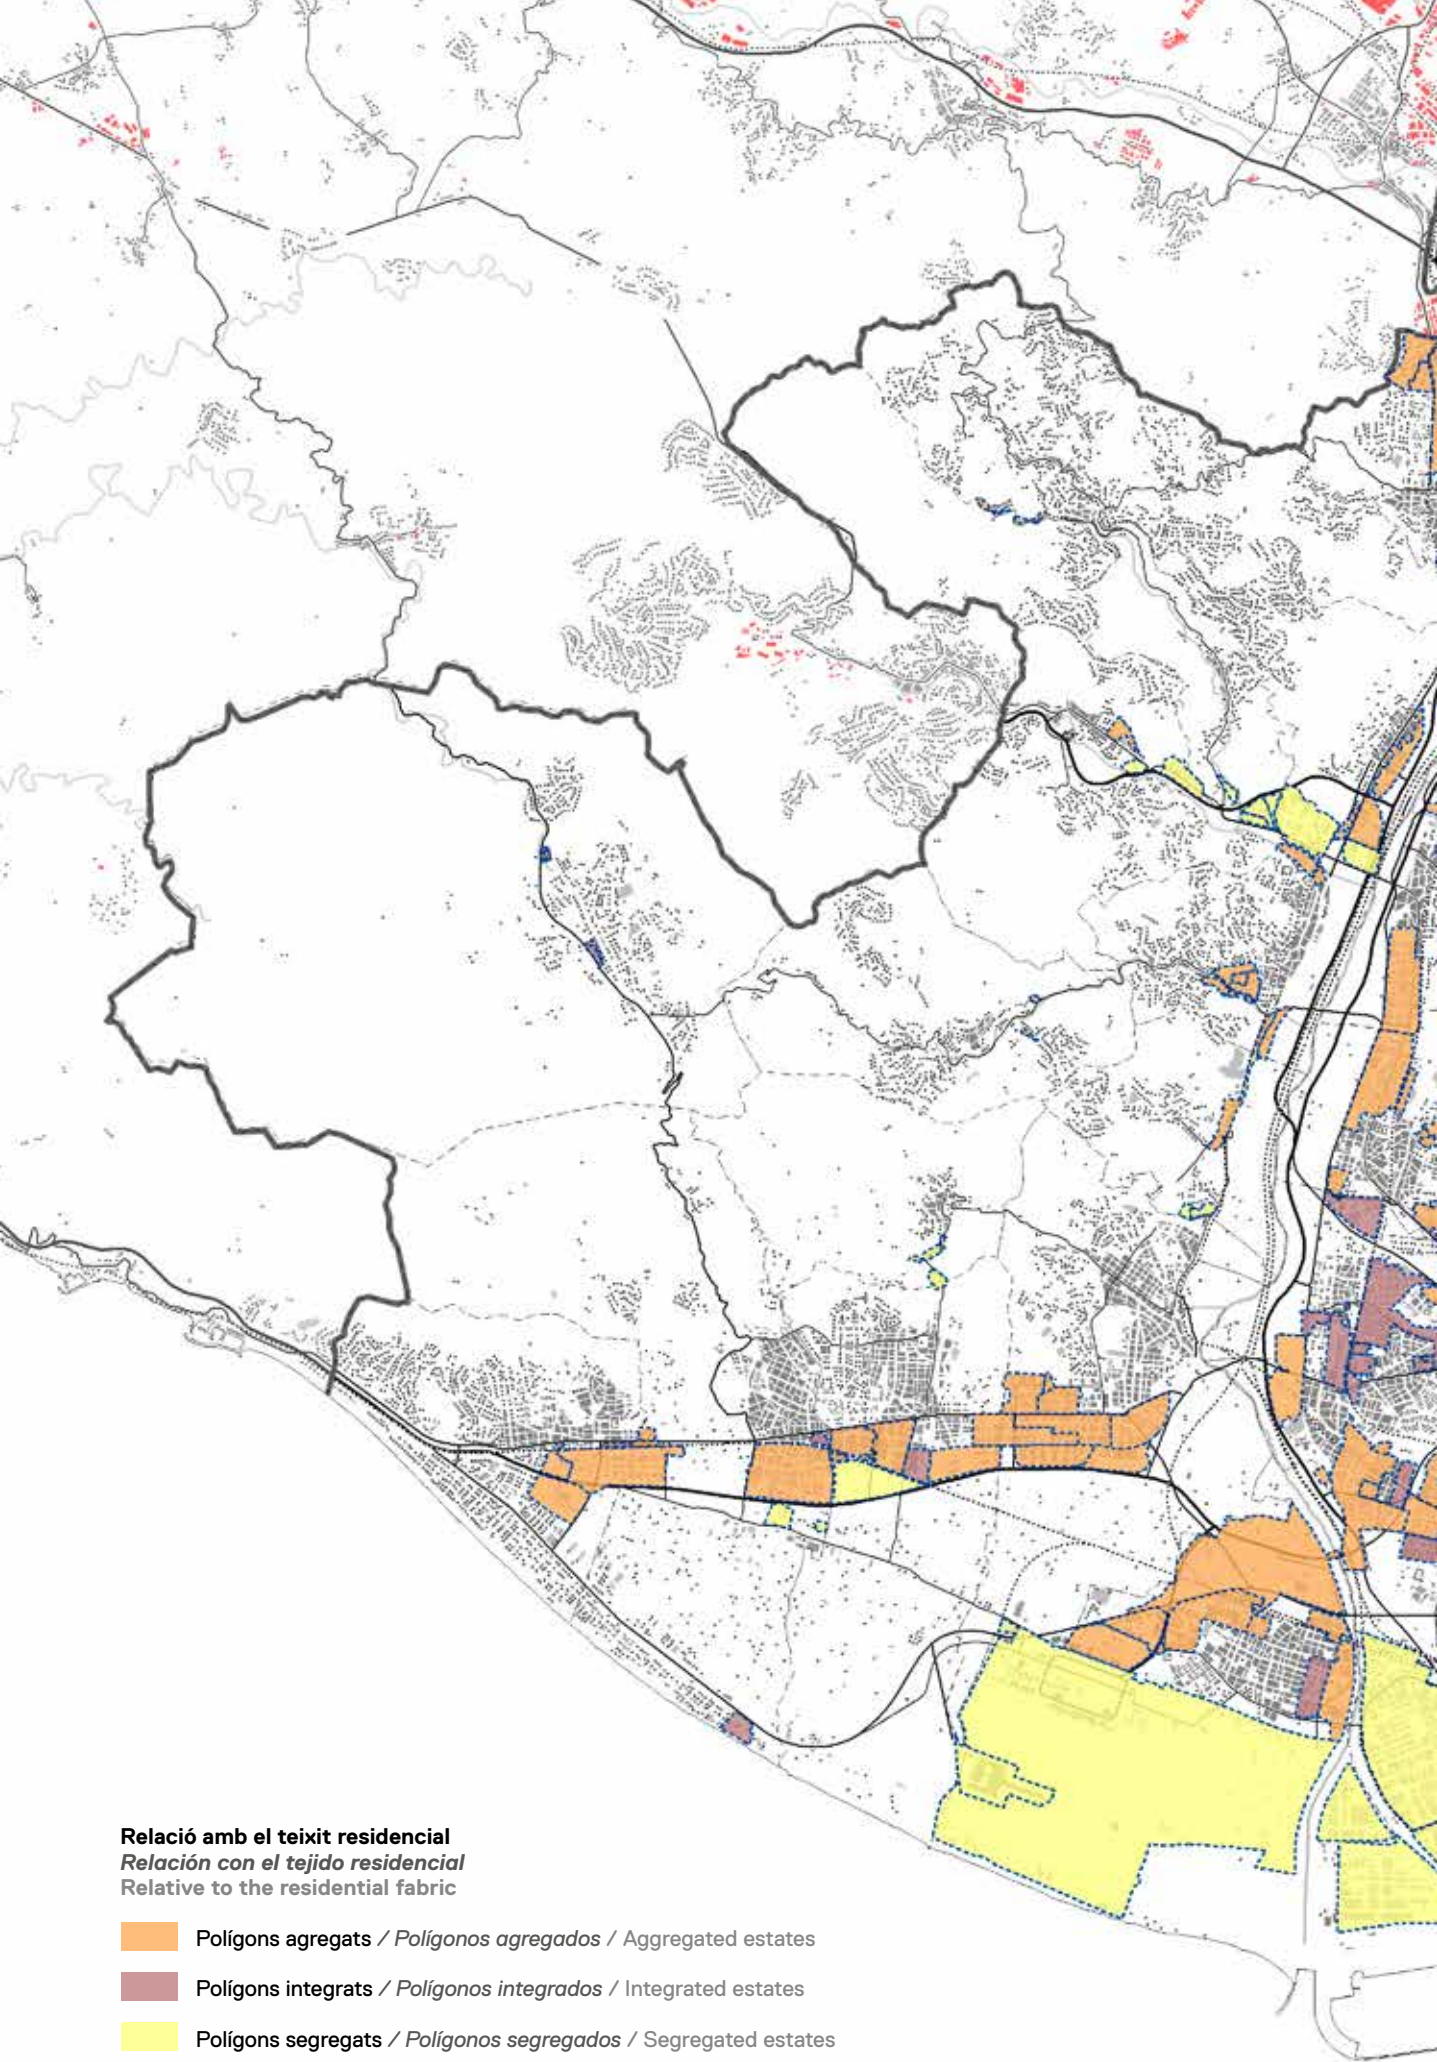 Relació amb el teixit residencial
Relación con el tejido residencial
Relative to the residential fabric
Polígons agregats / Polígonos agregados / Aggregated estates
Polígons integrats / Polígonos integrados / Integrated estates
Polígons segregats / Polígonos segregados / Segregated estates